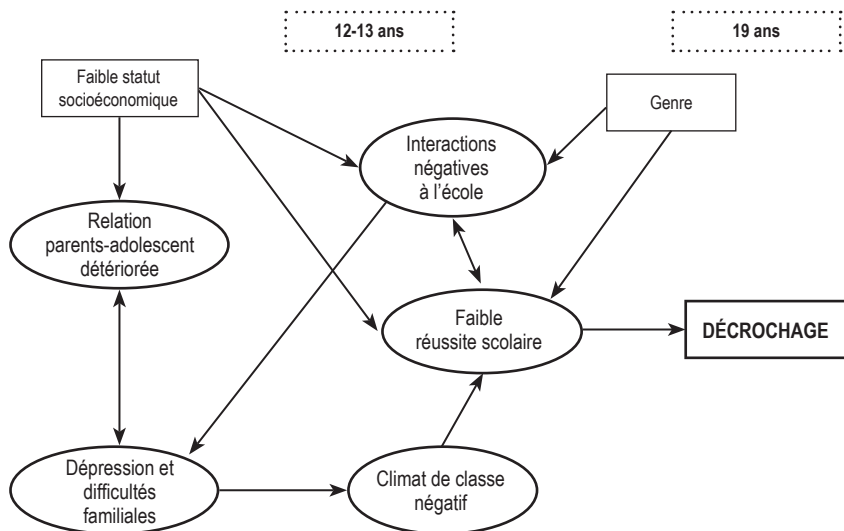 12-13 ans
19 ans
Faible statut
socioéconomique
Genre
Interactions
négatives
à l'école
Relation
parents-adolescent
détériorée
Faible
réussite scolaire
DÉCROCHAGE
Dépression et
difficultés
familiales
Climat de classe
négatif